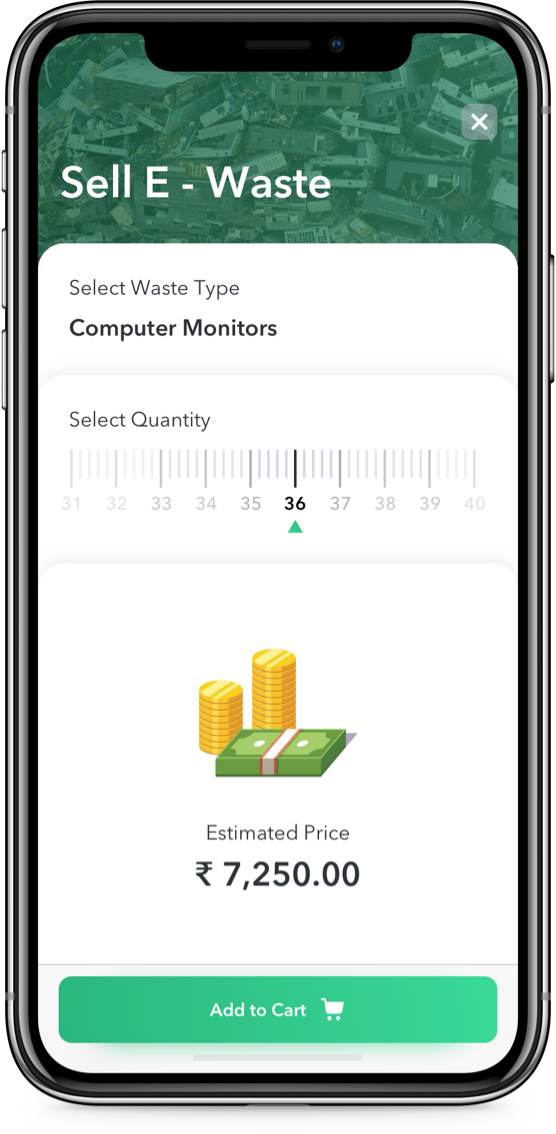 Sell E - Waste
Select Waste Type
Computer Monitors
Select Quantity
31 32 33 34 35 36 37 38 39 40
Estimated Price
₹ 7,250.00
Add to Cart